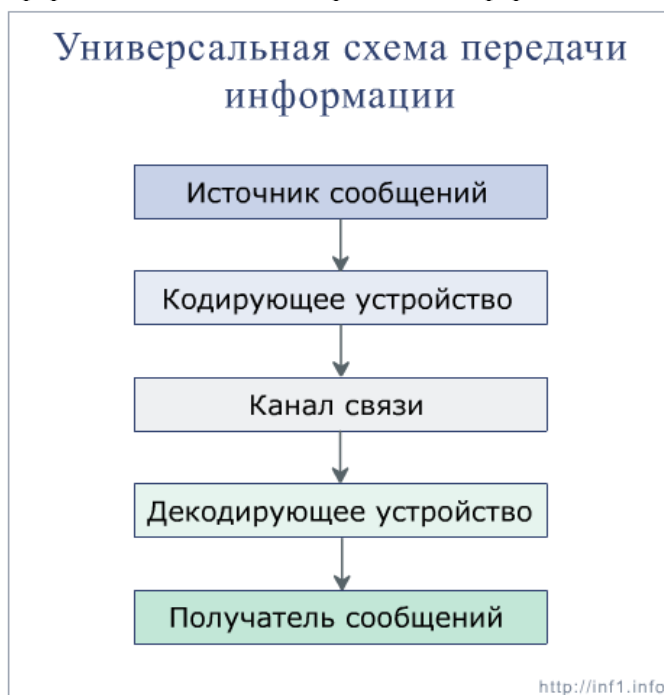 Универсальная схема передачи
информации
Источник сообщений
Кодирующее устройство
Канал связи
Декодирующее устройство
Получатель сообщений
http://inf1.info